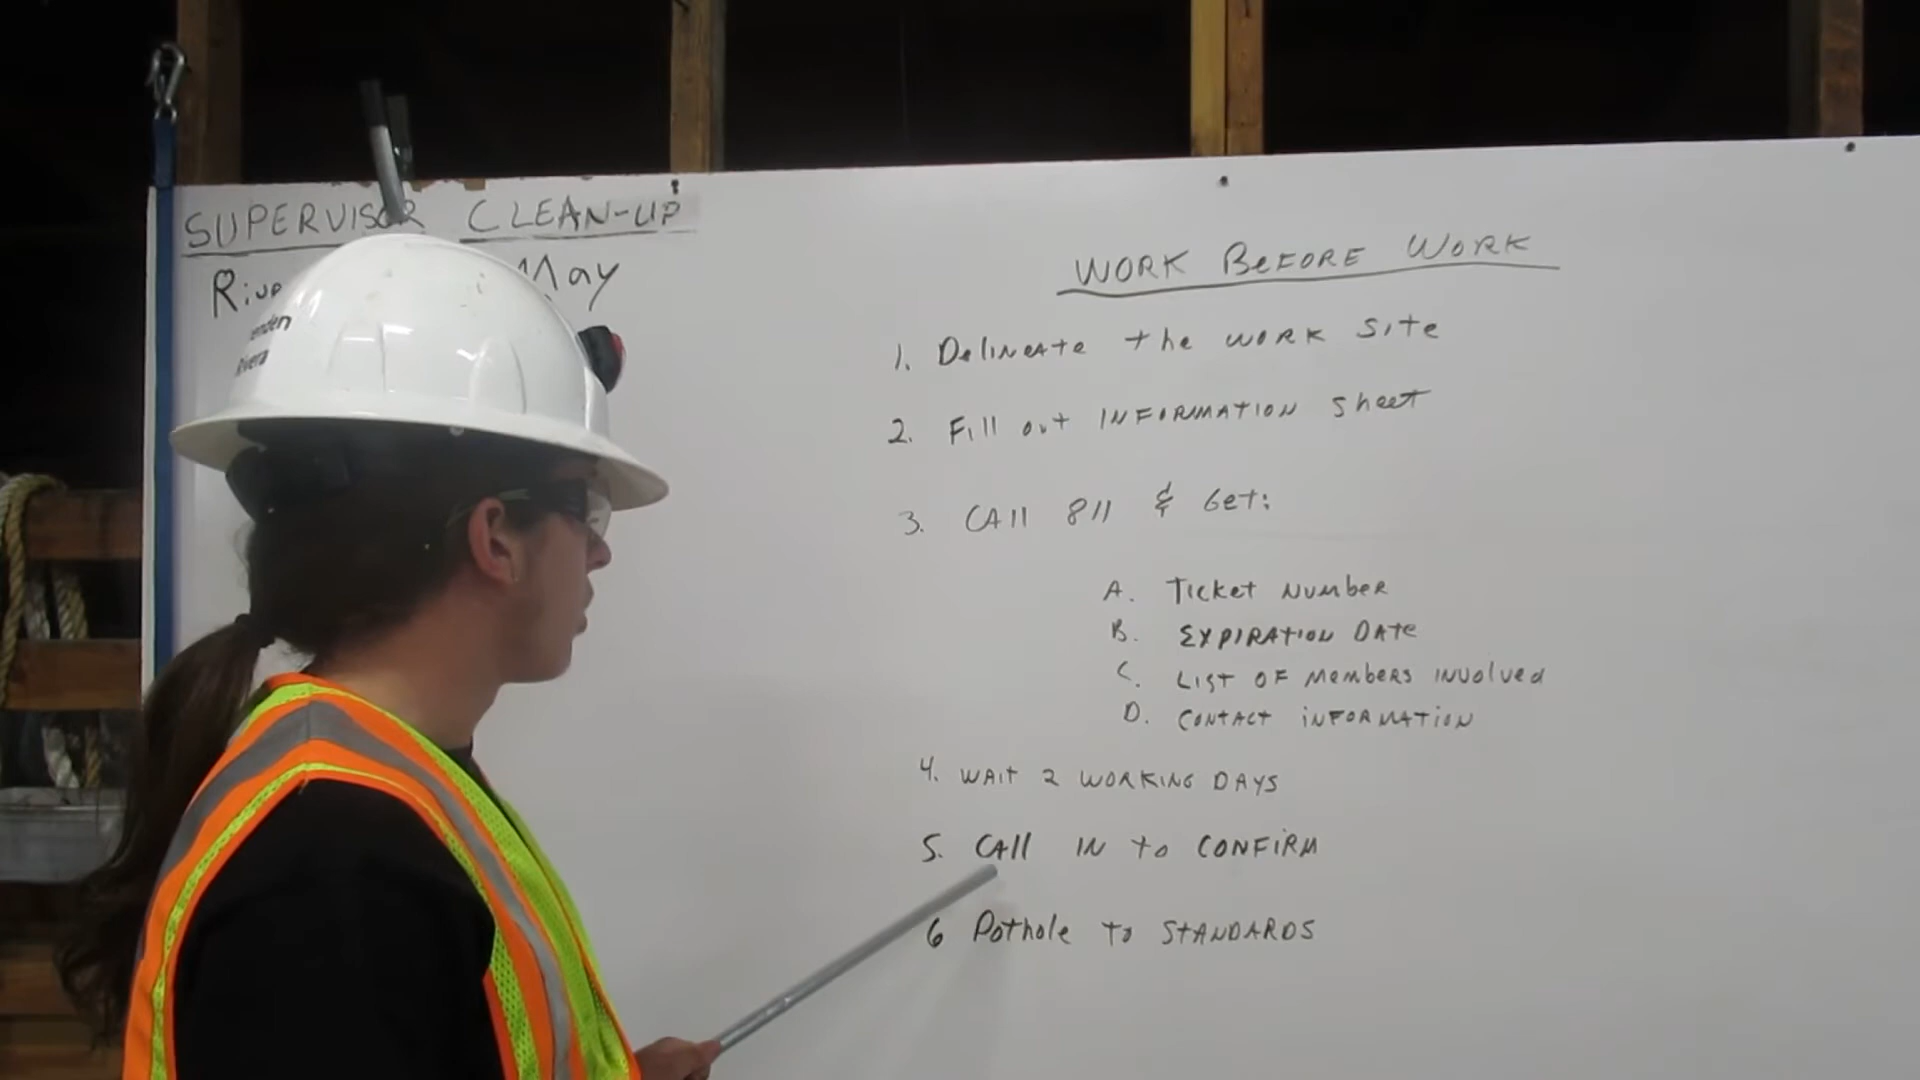 SUPERVISOR CLEAN-UP
May
Rivera
WORK BEFORE WORK
1. Delineate the work site
2. Fill out INFORMATION sheet
3. CAll 811 & Get:
A. Ticket Number
B. EXPIRATION DATE
C. LIST OF MEMBERS INVOLVED
D. CONTACT INFORMATION
4. WAIT 2 WORKING DAYS
5. CAll IN to CONFIRM
6 Pothole to STANDARDS